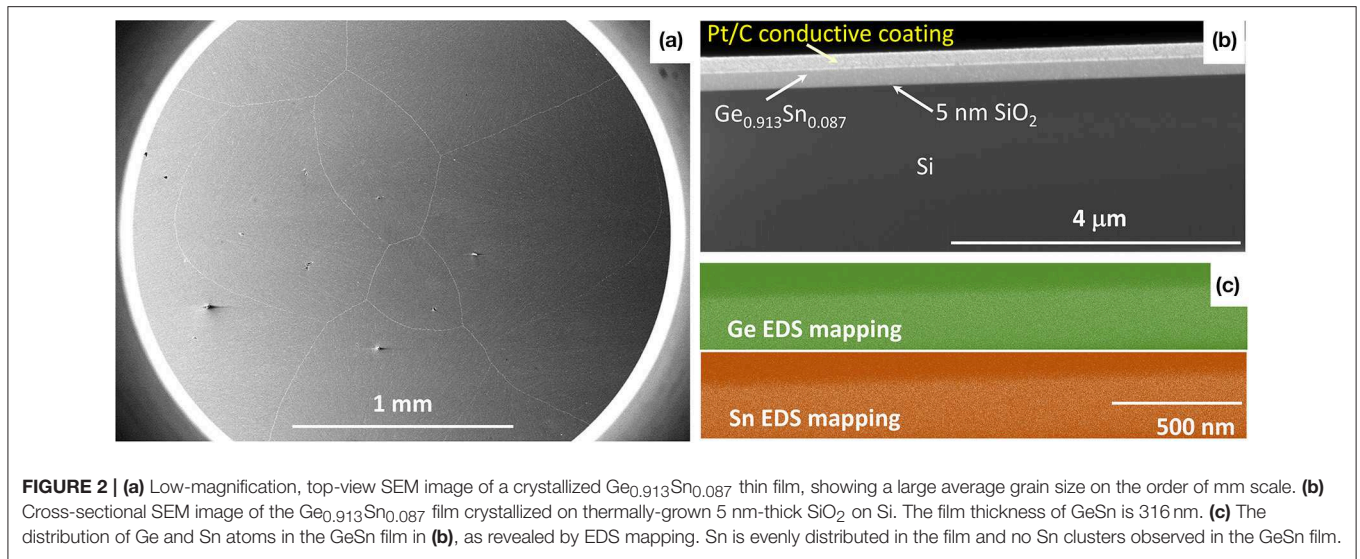 (a)
1 mm
Pt/C conductive coating
(b)
Ge0.913Sn0.087
5 nm SiO2
Si
4 μm
(c)
Ge EDS mapping
Sn EDS mapping
500 nm
FIGURE 2 | (a) Low-magnification, top-view SEM image of a crystallized Ge0.913Sn0.087 thin film, showing a large average grain size on the order of mm scale. (b)
Cross-sectional SEM image of the Ge0.913Sn0.087 film crystallized on thermally-grown 5 nm-thick SiO2 on Si. The film thickness of GeSn is 316 nm. (c) The
distribution of Ge and Sn atoms in the GeSn film in (b), as revealed by EDS mapping. Sn is evenly distributed in the film and no Sn clusters observed in the GeSn film.